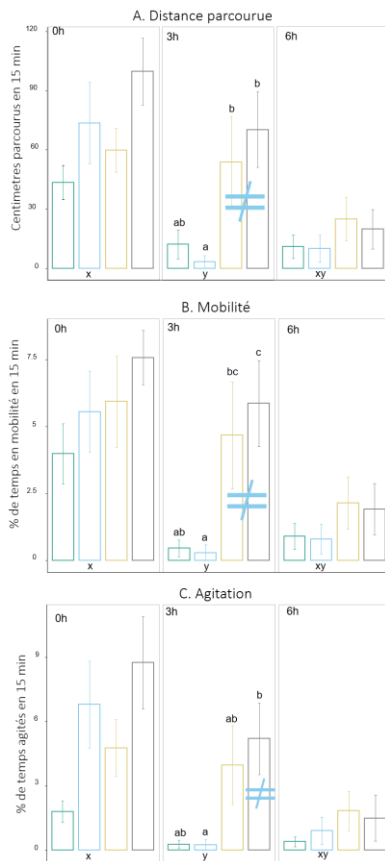 A. Distance parcourue
Centimetres parcourus en 15 min
120
90
60
30
0
0h
3h
6h
b
b
ab
a
x
y
xy
B. Mobilité
% de temps en mobilité en 15 min
7.5
5
2.5
0
0h
3h
6h
c
bc
ab
a
x
y
xy
C. Agitation
% de temps agités en 15 min
9
6
3
0
0h
3h
6h
b
ab
ab
a
x
y
xy